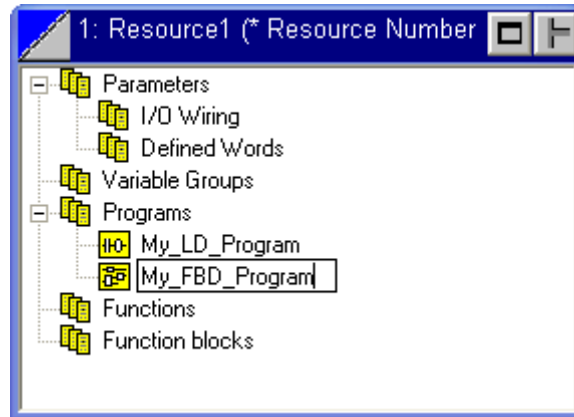 1: Resource1 (* Resource Number
Parameters
I/O Wiring
Defined Words
Variable Groups
Programs
My_LD_Program
My_FBD_Program
Functions
Function blocks